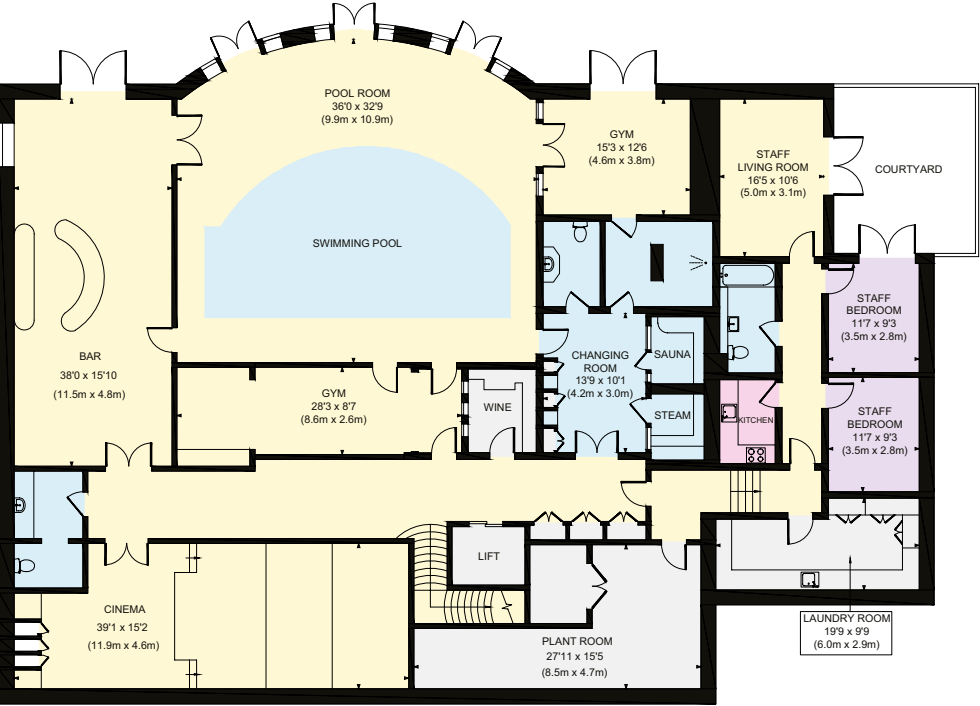 POOL ROOM
36'0 x 32'9
(9.9m x 10.9m)
GYM
15'3 x 12'6
(4.6m x 3.8m)
STAFF
LIVING ROOM
16'5 x 10'6
(5.0m x 3.1m)
COURTYARD
SWIMMING POOL
STAFF
BEDROOM
11'7 x 9'3
(3.5m x 2.8m)
BAR
38'0 x 15'10
(11.5m x 4.8m)
CHANGING
ROOM
13'9 x 10'1
(4.2m x 3.0m)
SAUNA
GYM
28'3 x 8'7
(8.6m x 2.6m)
WINE
STEAM
KITCHEN
STAFF
BEDROOM
11'7 x 9'3
(3.5m x 2.8m)
LIFT
CINEMA
39'1 x 15'2
(11.9m x 4.6m)
PLANT ROOM
27'11 x 15'5
(8.5m x 4.7m)
LAUNDRY ROOM
19'9 x 9'9
(6.0m x 2.9m)